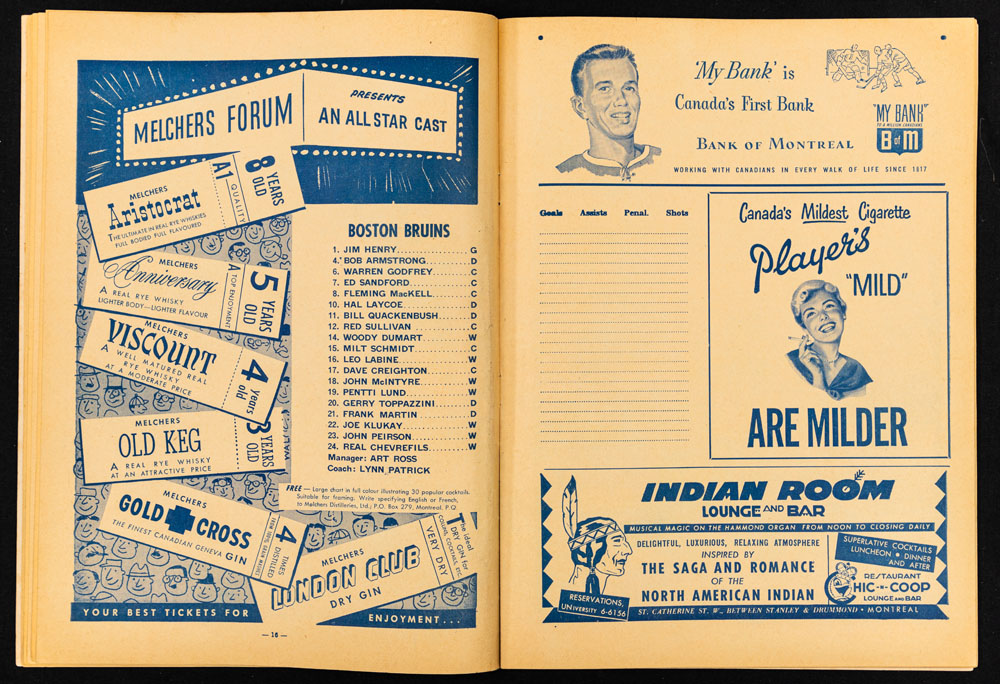 MELCHERS FORUM
PRESENTS
AN ALL STAR CAST
MELCHERS
Aristocrat
THE ULTIMATE IN REAL RYE WHISKIES
FULL BODIED FULL FLAVOURED
A1
QUALITY
8 YEARS OLD
MELCHERS
Anniversary
A REAL RYE WHISKY
LIGHTER BODY—LIGHTER FLAVOUR
A TOP ENJOYMENT
5 YEARS OLD
MELCHERS
VISCOUNT
A WELL MATURED REAL
RYE WHISKY
AT A MODERATE PRICE
4 years old
MELCHERS
OLD KEG
A REAL RYE WHISKY
AT AN ATTRACTIVE PRICE
3 YEARS OLD
MELCHERS
GOLD CROSS
THE FINEST CANADIAN GENEVA GIN
4 TIMES DISTILLED
MELCHERS
LONDON CLUB
DRY GIN
VERY DRY
The Ideal
DRY GIN for
COLLINS, COCKTAILS, ETC.
YOUR BEST TICKETS FOR
ENJOYMENT...
BOSTON BRUINS
1. JIM HENRY G
4. BOB ARMSTRONG D
6. WARREN GODFREY C
7. ED SANDFORD C
8. FLEMING MacKELL C
10. HAL LAYCOE D
11. BILL QUACKENBUSH D
12. RED SULLIVAN C
14. WOODY DUMART W
15. MILT SCHMIDT C
16. LEO LABINE W
17. DAVE CREIGHTON C
18. JOHN McINTYRE W
19. PENTTI LUND W
20. GERRY TOPPAZZINI D
21. FRANK MARTIN D
22. JOE KLUKAY W
23. JOHN PEIRSON W
24. REAL CHEVREFILS W
Manager: ART ROSS
Coach: LYNN PATRICK
FREE — Large chart in full colour illustrating 30 popular cocktails.
Suitable for framing. Write specifying English or French,
to Melchers Distilleries, Ltd., P.O. Box 279, Montreal, P.Q.
— 16 —
'My Bank' is
Canada's First Bank
BANK OF MONTREAL
WORKING WITH CANADIANS IN EVERY WALK OF LIFE SINCE 1817
"MY BANK"
TO 2 MILLION CANADIANS
B of M
Goals Assists Penal. Shots
Canada's Mildest Cigarette
Player's
"MILD"
ARE MILDER
INDIAN ROOM
LOUNGE AND BAR
MUSICAL MAGIC ON THE HAMMOND ORGAN FROM NOON TO CLOSING DAILY
DELIGHTFUL, LUXURIOUS, RELAXING ATMOSPHERE
INSPIRED BY
THE SAGA AND ROMANCE
OF THE
NORTH AMERICAN INDIAN
SUPERLATIVE COCKTAILS
LUNCHEON • DINNER
AND AFTER
RESTAURANT
CHIC-N-COOP
LOUNGE AND BAR
RESERVATIONS,
UNIVERSITY 6-6156
ST. CATHERINE ST. W., BETWEEN STANLEY & DRUMMOND • MONTREAL